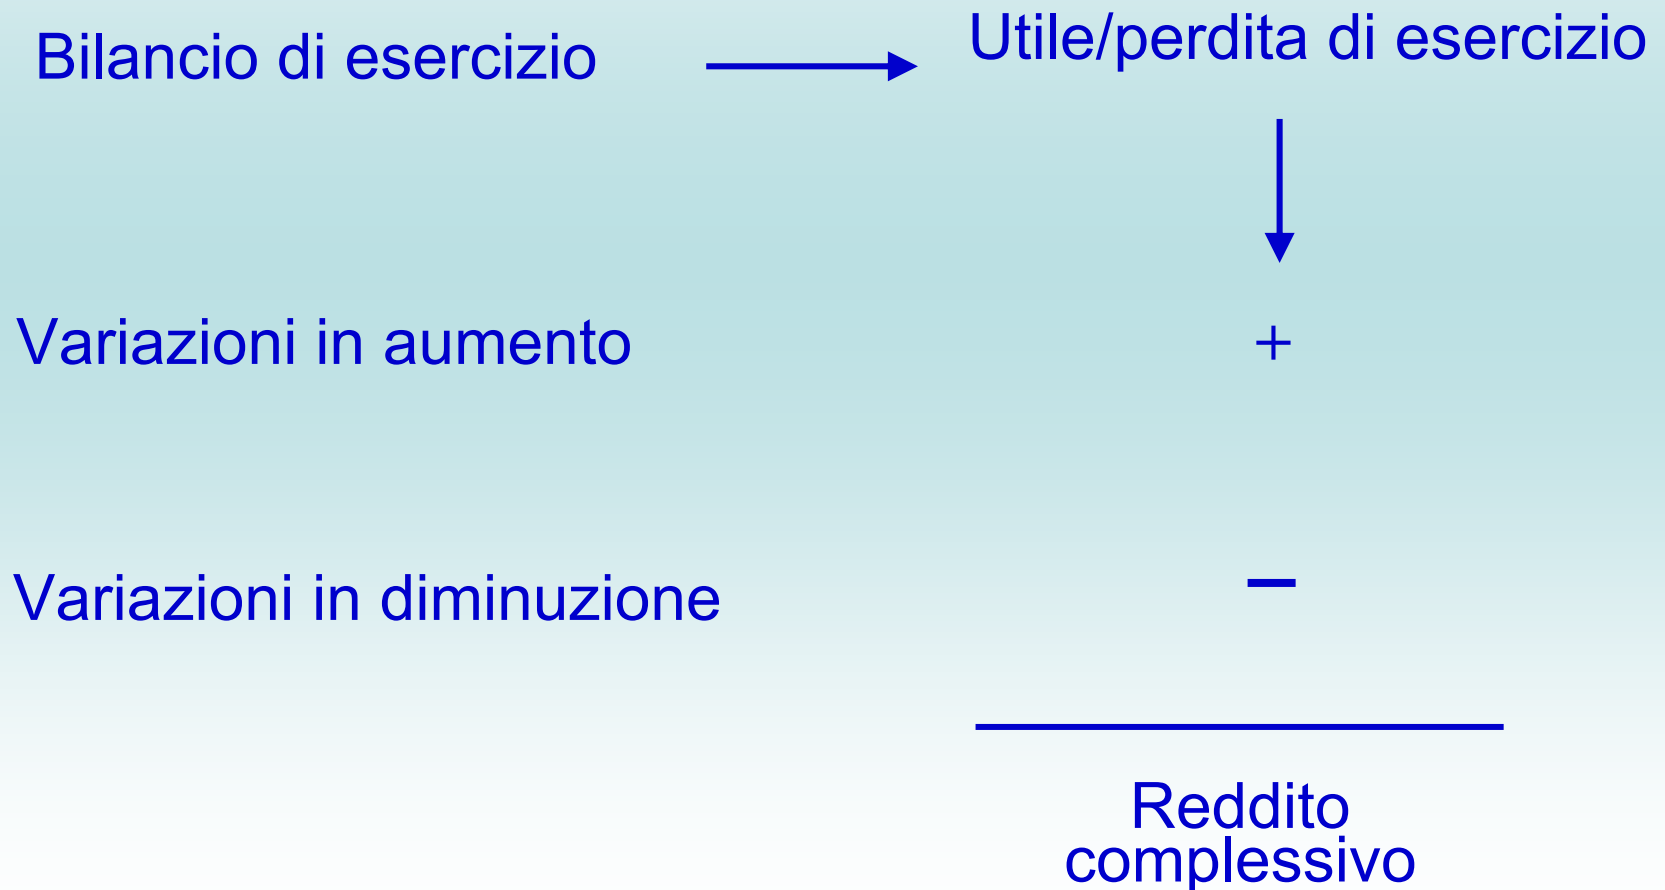 Bilancio di esercizio
Utile/perdita di esercizio
Variazioni in aumento
+
Variazioni in diminuzione
–
Reddito
complessivo